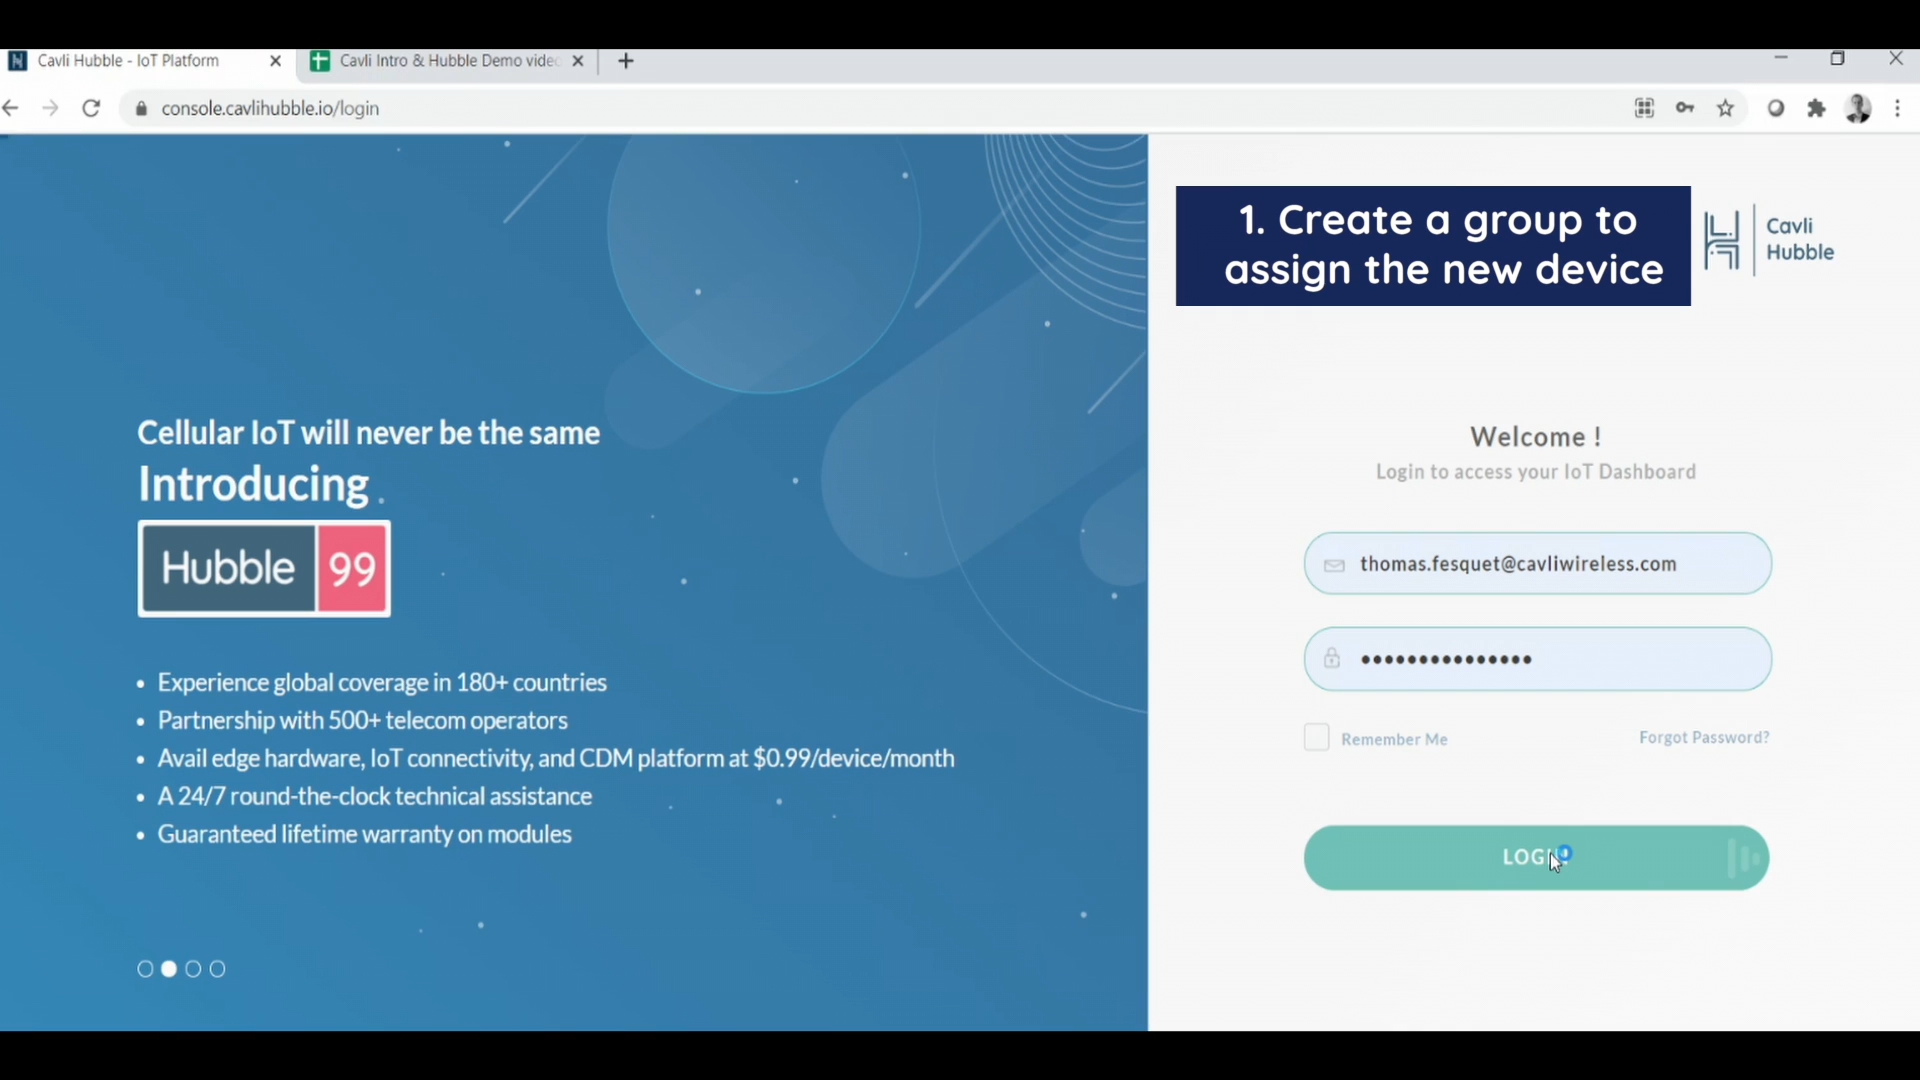 Cavli Hubble - IoT Platform
Cavli Intro & Hubble Demo video
console.cavlihubble.io/login
1. Create a group to
assign the new device
Cavli
Hubble
Cellular IoT will never be the same
Introducing
Hubble 99
• Experience global coverage in 180+ countries
• Partnership with 500+ telecom operators
• Avail edge hardware, IoT connectivity, and CDM platform at $0.99/device/month
• A 24/7 round-the-clock technical assistance
• Guaranteed lifetime warranty on modules
Welcome !
Login to access your IoT Dashboard
thomas.fesquet@cavliwireless.com
•••••••••••••••
Remember Me
Forgot Password?
LOGIN